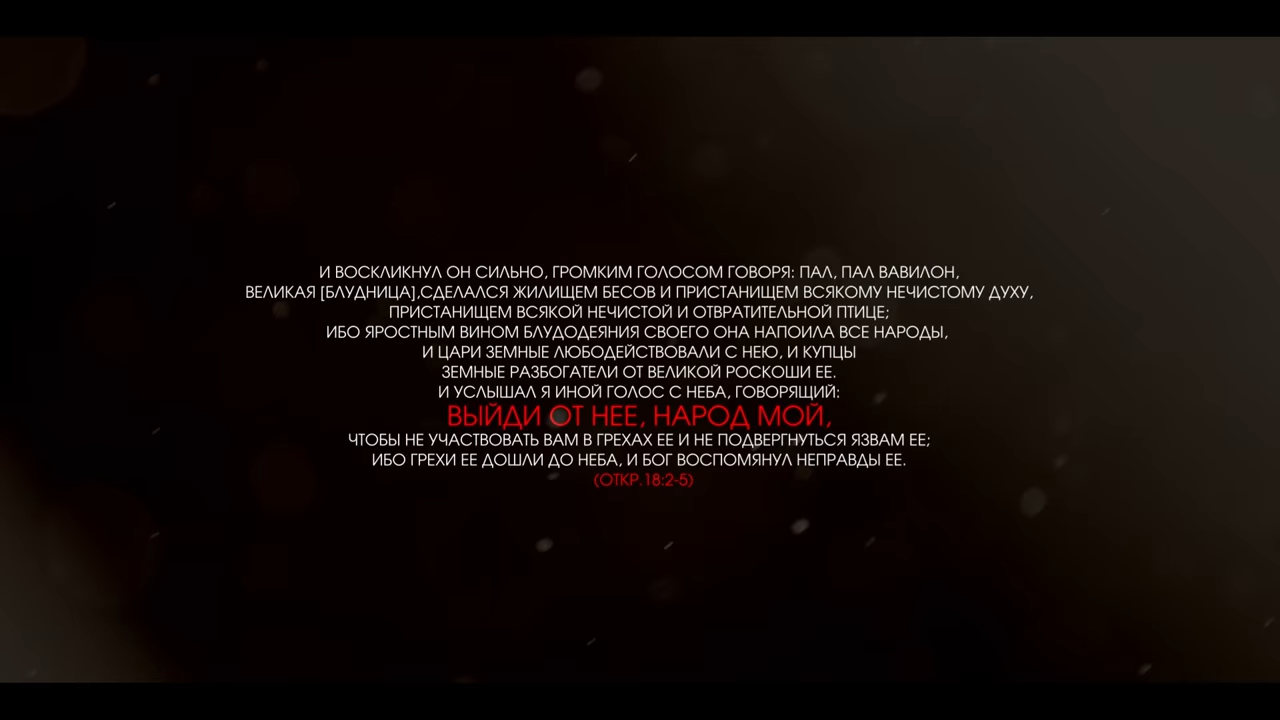 И ВОСКЛИКНУЛ ОН СИЛЬНО, ГРОМКИМ ГОЛОСОМ ГОВОРЯ: ПАЛ, ПАЛ ВАВИЛОН,
ВЕЛИКАЯ [БЛУДНИЦА],СДЕЛАЛСЯ ЖИЛИЩЕМ БЕСОВ И ПРИСТАНИЩЕМ ВСЯКОМУ НЕЧИСТОМУ ДУХУ,
ПРИСТАНИЩЕМ ВСЯКОЙ НЕЧИСТОЙ И ОТВРАТИТЕЛЬНОЙ ПТИЦЕ;
ИБО ЯРОСТНЫМ ВИНОМ БЛУДОДЕЯНИЯ СВОЕГО ОНА НАПОИЛА ВСЕ НАРОДЫ,
И ЦАРИ ЗЕМНЫЕ ЛЮБОДЕЙСТВОВАЛИ С НЕЮ, И КУПЦЫ
ЗЕМНЫЕ РАЗБОГАТЕЛИ ОТ ВЕЛИКОЙ РОСКОШИ ЕЕ.
И УСЛЫШАЛ Я ИНОЙ ГОЛОС С НЕБА, ГОВОРЯЩИЙ:
ВЫЙДИ ОТ НЕЕ, НАРОД МОЙ,
ЧТОБЫ НЕ УЧАСТВОВАТЬ ВАМ В ГРЕХАХ ЕЕ И НЕ ПОДВЕРГНУТЬСЯ ЯЗВАМ ЕЕ;
ИБО ГРЕХИ ЕЕ ДОШЛИ ДО НЕБА, И БОГ ВОСПОМЯНУЛ НЕПРАВДЫ ЕЕ.
(ОТКР.18:2-5)